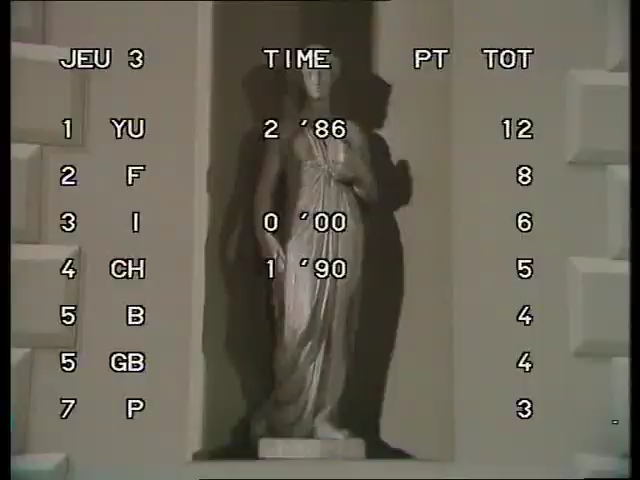 JEU 3 TIME PT TOT
1 YU 2 '86 12
2 F 8
3 I 0 '00 6
4 CH 1 '90 5
5 B 4
5 GB 4
7 P 3